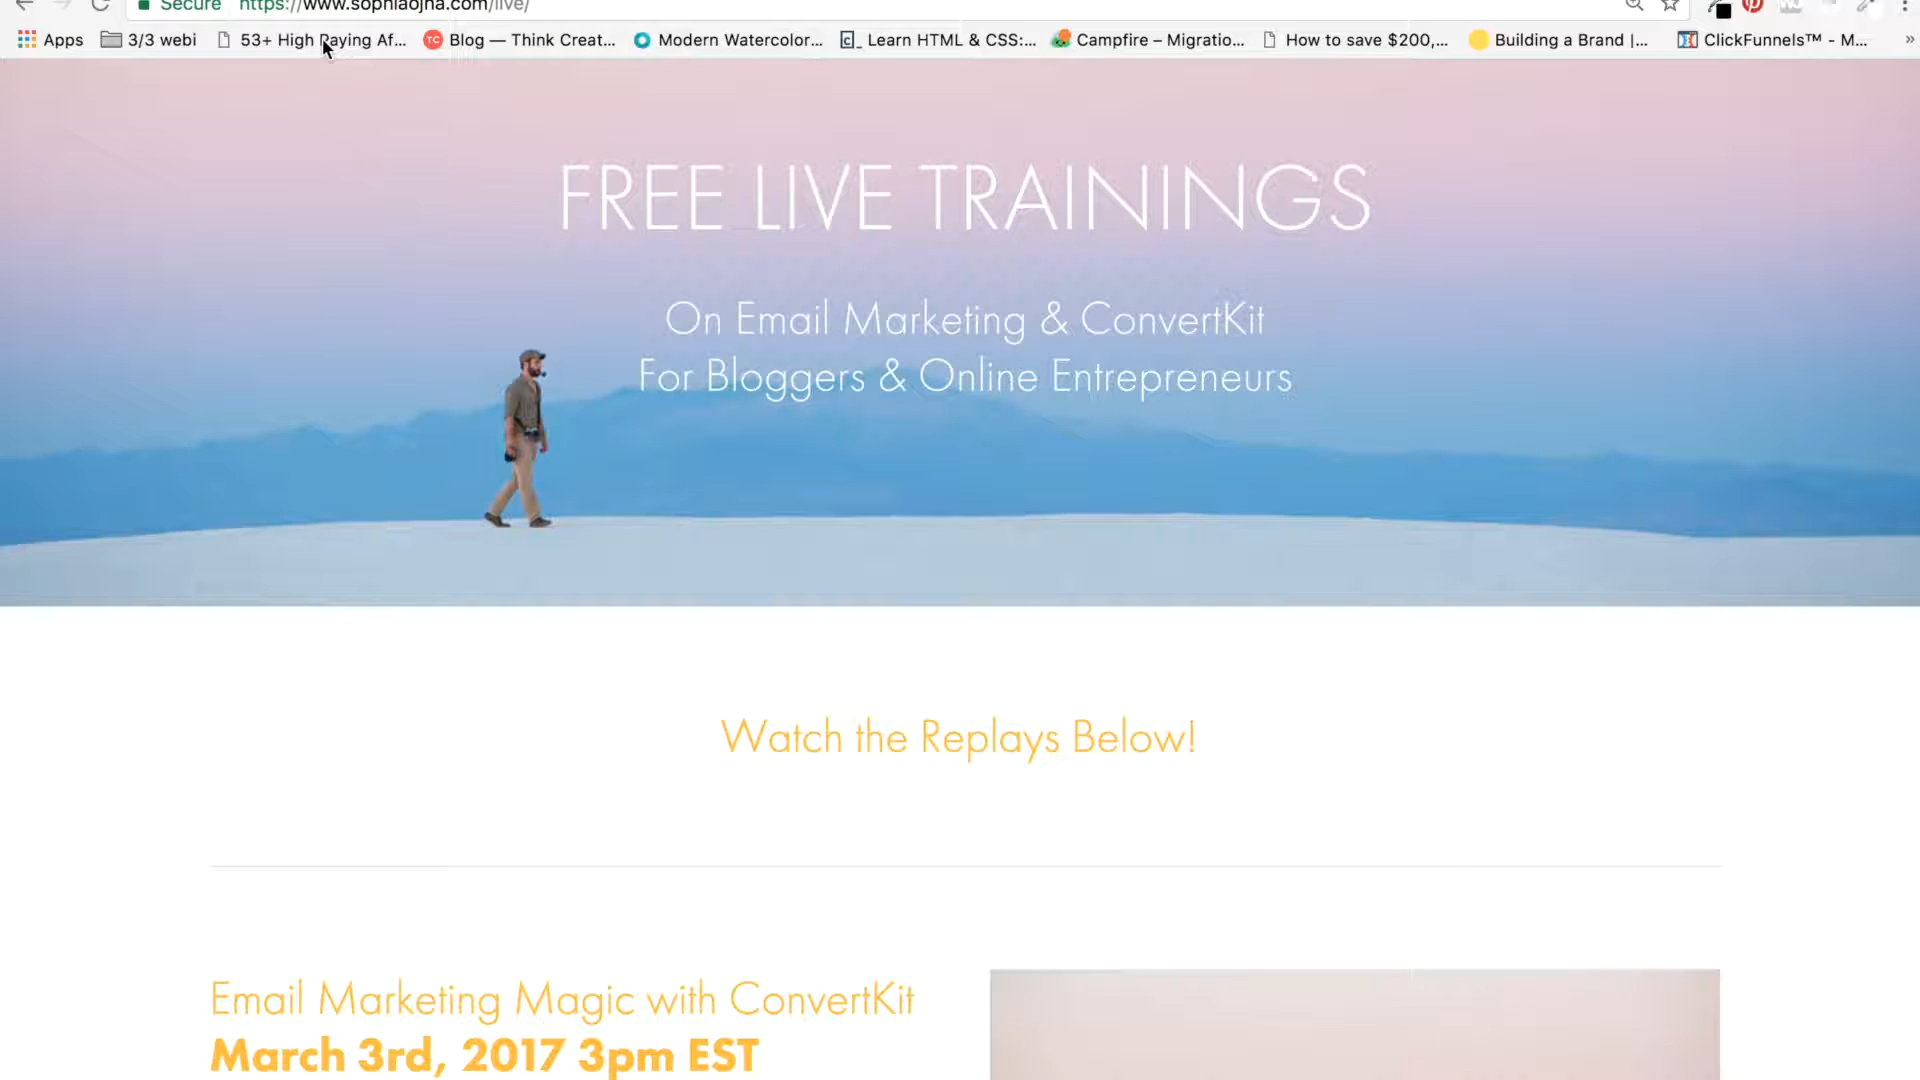 Secure https://www.sophiaojha.com/live/
Apps 3/3 webi 53+ High Paying Af... TC Blog — Think Creat... Modern Watercolor... Learn HTML & CSS:... Campfire – Migratio... How to save $200,... Building a Brand |... ClickFunnels™ - M... »
FREE LIVE TRAININGS
On Email Marketing & ConvertKit
For Bloggers & Online Entrepreneurs
Watch the Replays Below!
Email Marketing Magic with ConvertKit
March 3rd, 2017 3pm EST